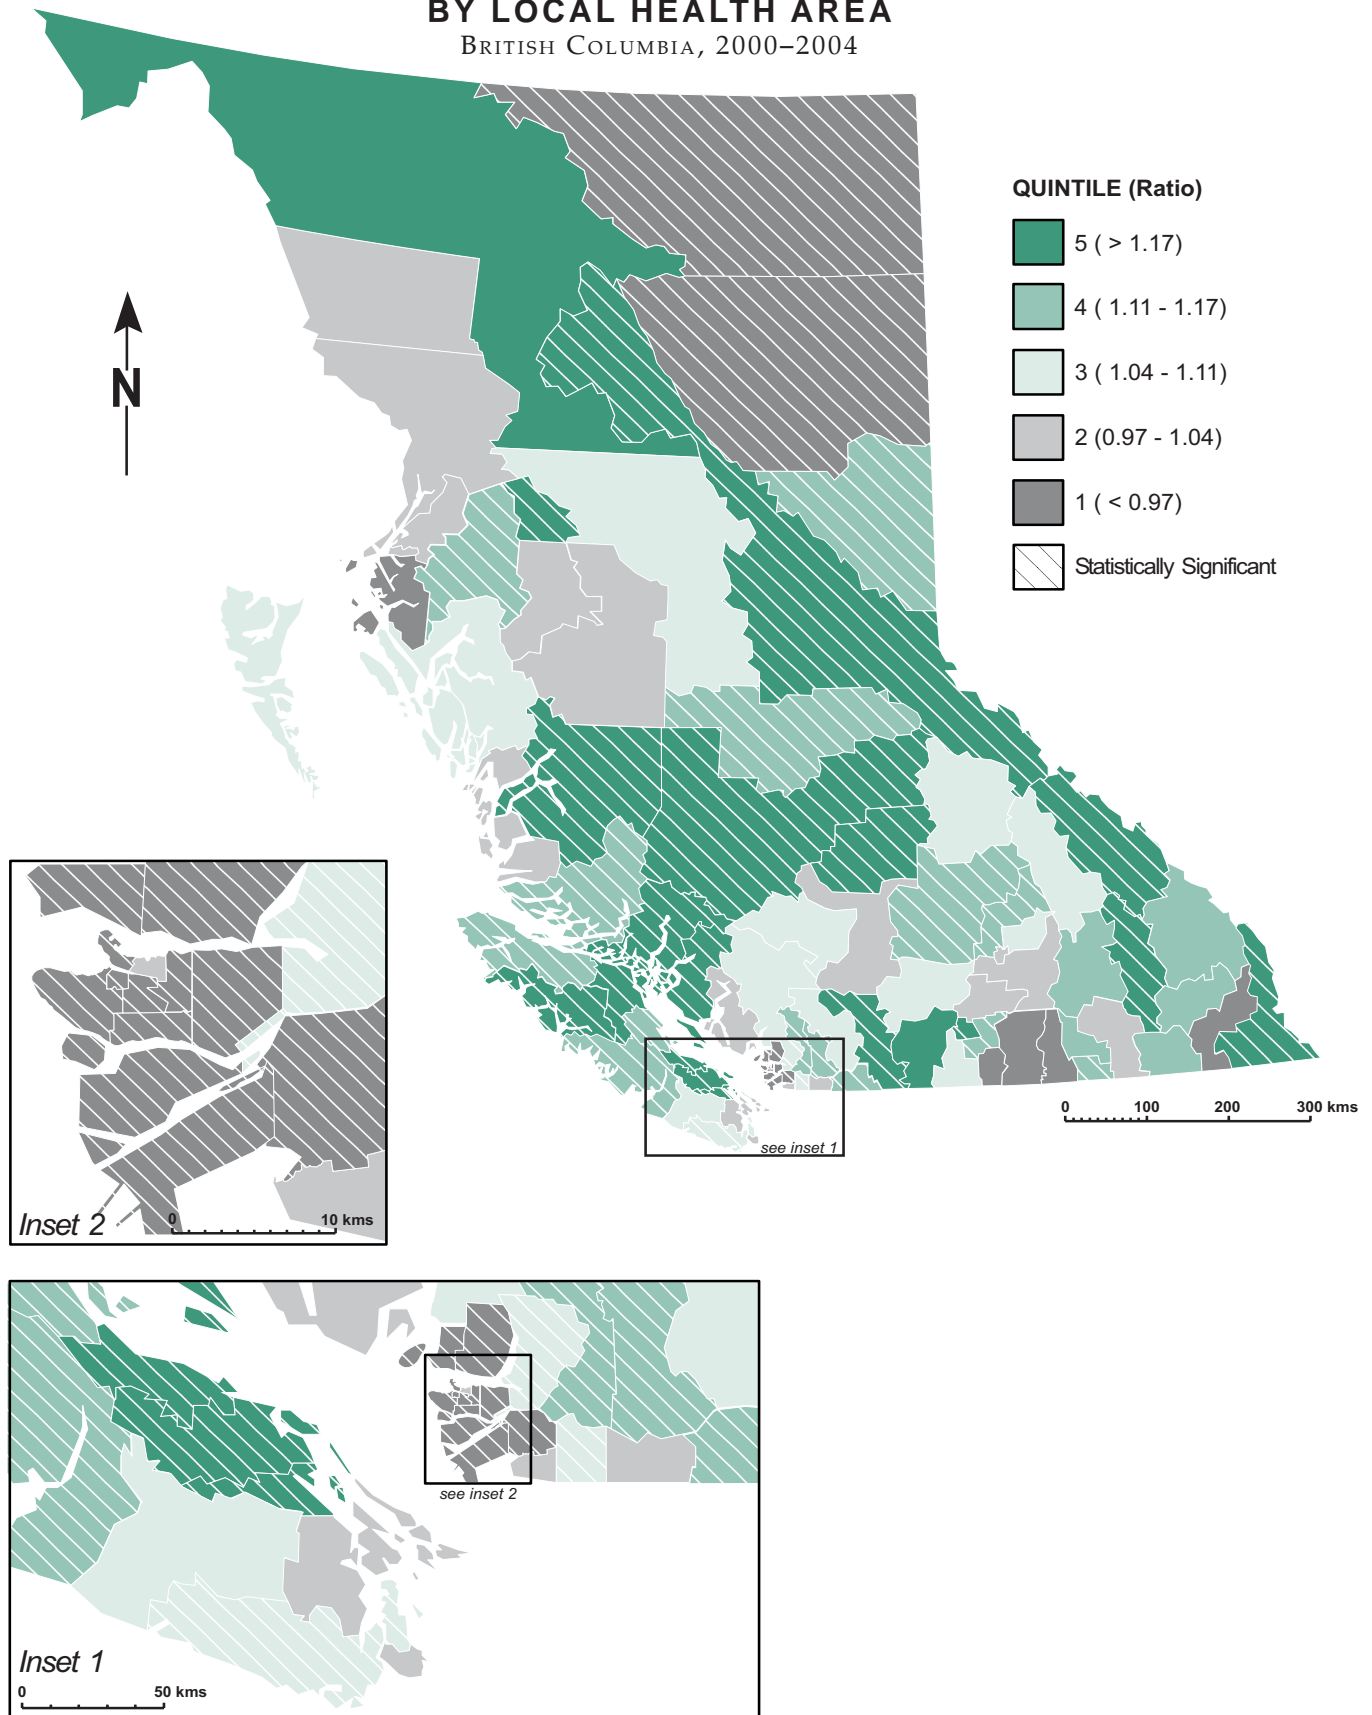 BY LOCAL HEALTH AREA
BRITISH COLUMBIA, 2000–2004
QUINTILE (Ratio)
5 ( > 1.17)
4 ( 1.11 - 1.17)
3 ( 1.04 - 1.11)
2 (0.97 - 1.04)
1 ( < 0.97)
Statistically Significant
N
0 100 200 300 kms
see inset 1
Inset 2
0 10 kms
see inset 2
Inset 1
0 50 kms